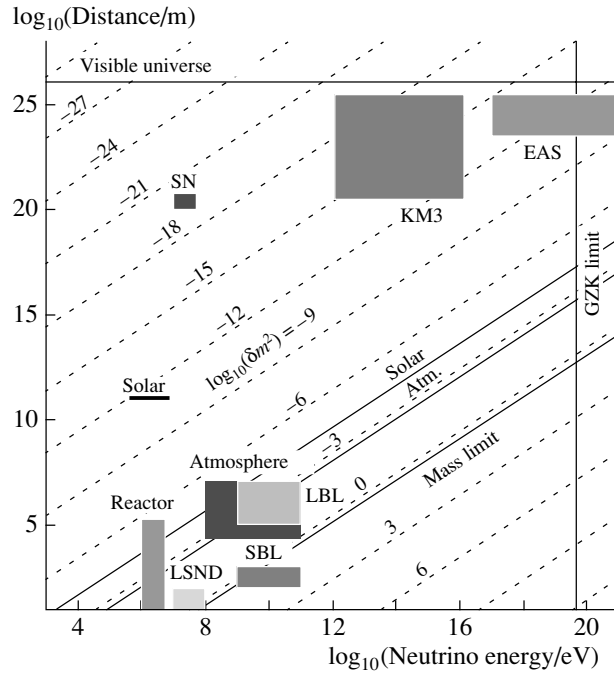 log₁₀(Distance/m)
Visible universe
25
−27
−24
EAS
−21
SN
KM3
20
−18
GZK limit
−15
15
−12
log₁₀(δm²) = −9
Solar
Solar
Atm.
−6
10
−3
Mass limit
Atmosphere
0
Reactor
LBL
5
3
SBL
LSND
6
4
8
12
16
20
log₁₀(Neutrino energy/eV)